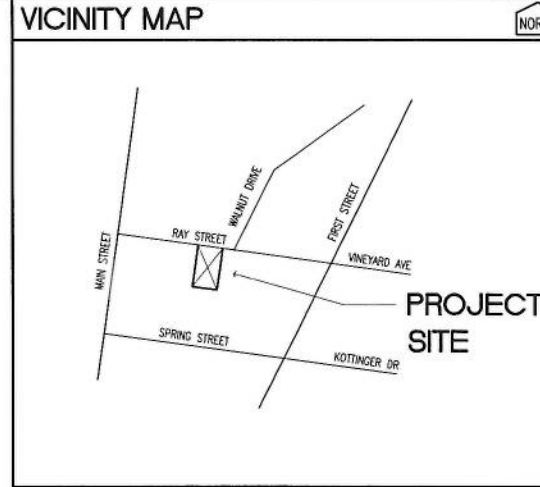 VICINITY MAP
NOR
WALNUT DRIVE
FIRST STREET
RAY STREET
VINEYARD AVE
MAIN STREET
PROJECT
SITE
SPRING STREET
KOTTINGER DR